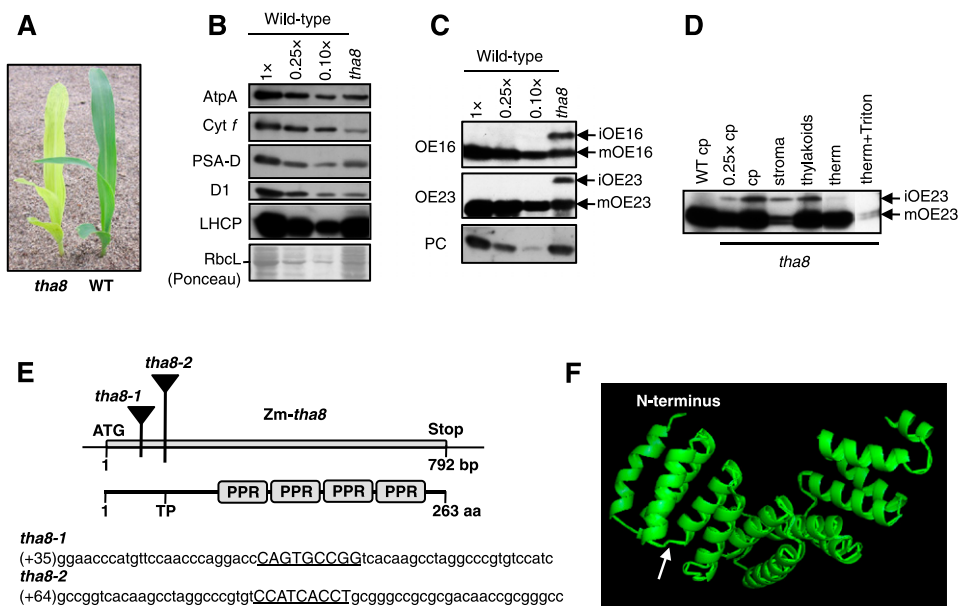 A
tha8 WT
B
Wild-type
1× 0.25× 0.10× tha8
AtpA
Cyt f
PSA-D
D1
LHCP
RbcL
(Ponceau)
C
Wild-type
1× 0.25× 0.10× tha8
OE16
iOE16
mOE16
OE23
iOE23
mOE23
PC
D
WT cp 0.25× cp cp stroma thylakoids therm therm+Triton
iOE23
mOE23
tha8
E
tha8-2
tha8-1
Zm-tha8
ATG Stop
1 792 bp
PPR PPR PPR PPR
1 TP 263 aa
tha8-1
(+35)ggaacccatgttccaacccaggaccCAGTGCCGGtcacaagcctaggcccgtgtccatc
tha8-2
(+64)gccggtcacaagcctaggcccgtgtCCATCACCTgcgggccgcgcgacaaccgcgggcc
F
N-terminus